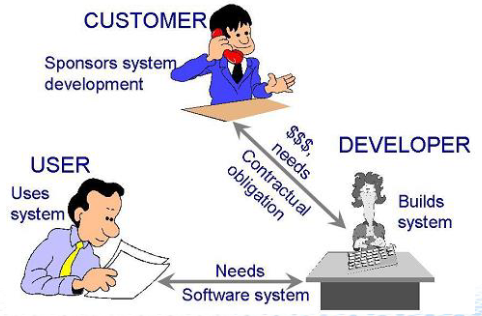 CUSTOMER
Sponsors system
development
$$$,
needs
Contractual
obligation
DEVELOPER
Builds
system
USER
Uses
system
Needs
Software system